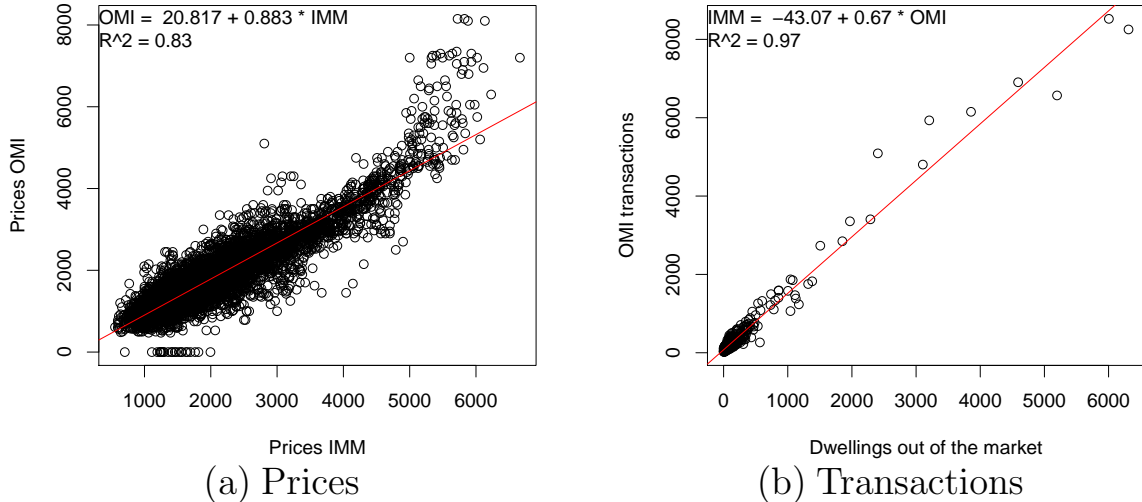 OMI = 20.817 + 0.883 * IMM
R^2 = 0.83
Prices OMI
0
2000
4000
6000
8000
1000
2000
3000
4000
5000
6000
Prices IMM
(a) Prices
IMM = −43.07 + 0.67 * OMI
R^2 = 0.97
OMI transactions
0
2000
4000
6000
8000
0
1000
2000
3000
4000
5000
6000
Dwellings out of the market
(b) Transactions